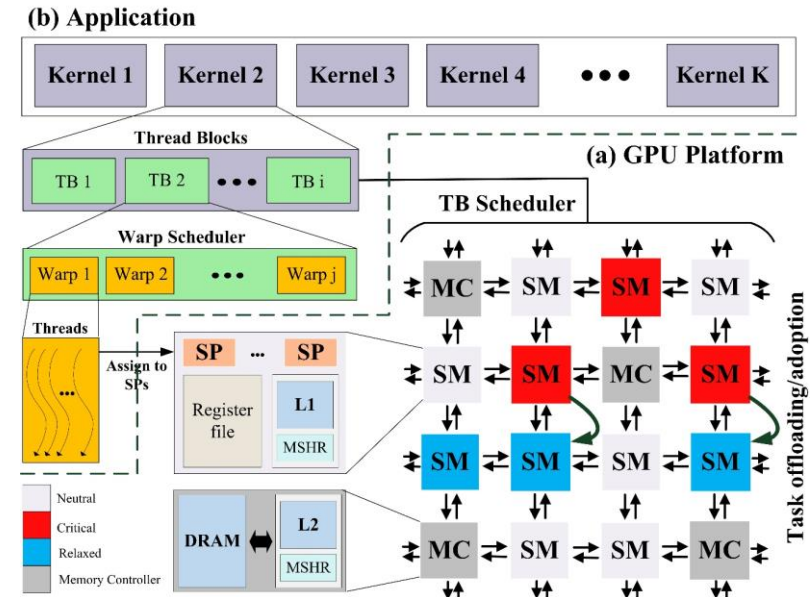 (b) Application
Kernel 1 Kernel 2 Kernel 3 Kernel 4 ••• Kernel K
Thread Blocks
(a) GPU Platform
TB 1 TB 2 ••• TB i
TB Scheduler
Warp Scheduler
Warp 1 Warp 2 ••• Warp j
MC SM SM SM
Threads
Assign to
SPs
...
SP ... SP
Register
file
L1
MSHR
SM SM MC SM
SM SM SM SM
Task offloading/adoption
Neutral
Critical
Relaxed
Memory Controller
DRAM
L2
MSHR
MC SM SM MC